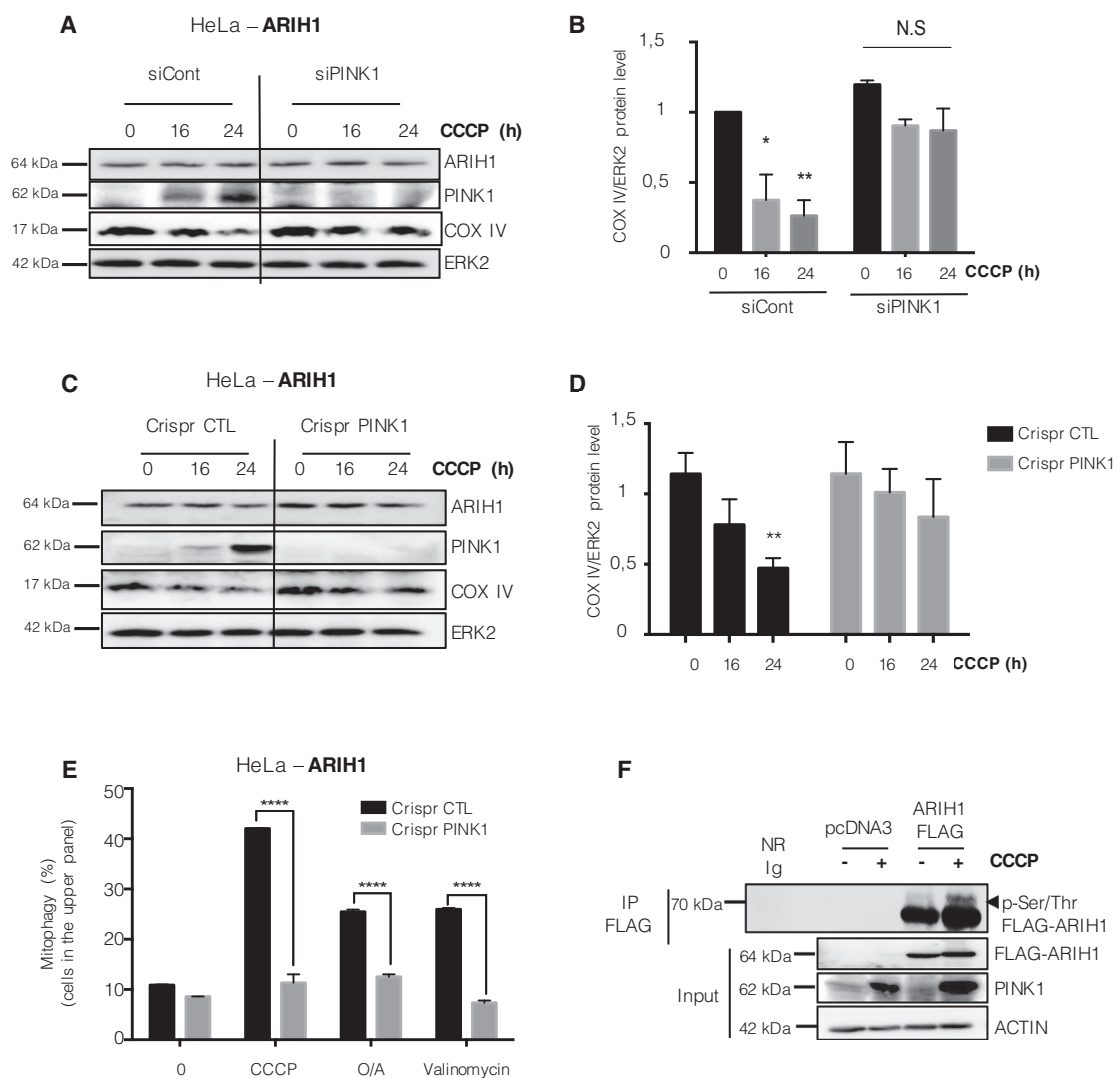 A
HeLa – ARIH1
siCont siPINK1
0 16 24 0 16 24 CCCP (h)
64 kDa ARIH1
62 kDa PINK1
17 kDa COX IV
42 kDa ERK2
B
N.S
COX IV/ERK2 protein level
1,5
1
0,5
0
*
**
0 16 24 0 16 24 CCCP (h)
siCont siPINK1
C
HeLa – ARIH1
Crispr CTL Crispr PINK1
0 16 24 0 16 24 CCCP (h)
64 kDa ARIH1
62 kDa PINK1
17 kDa COX IV
42 kDa ERK2
D
COX IV/ERK2 protein level
1,5
1
0,5
0
**
Crispr CTL
Crispr PINK1
0 16 24 0 16 24 CCCP (h)
E
HeLa – ARIH1
Mitophagy (%)
(cells in the upper panel)
50
40
30
20
10
0
**** **** ****
Crispr CTL
Crispr PINK1
0 CCCP O/A Valinomycin
F
NR
Ig
pcDNA3
ARIH1
FLAG
- + - + CCCP
IP
FLAG
70 kDa p-Ser/Thr
FLAG-ARIH1
Input
64 kDa FLAG-ARIH1
62 kDa PINK1
42 kDa ACTIN